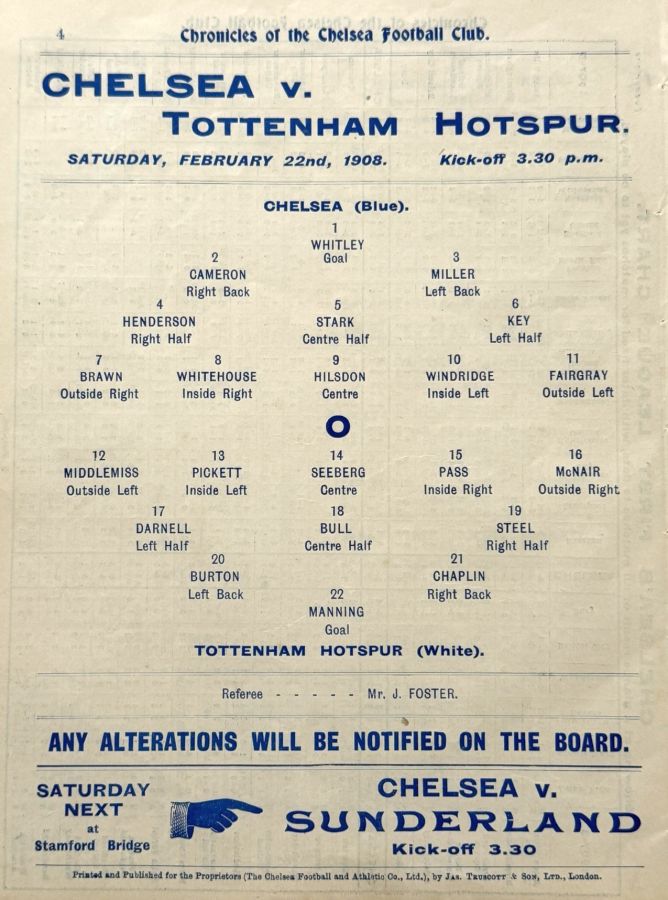 4
Chronicles of the Chelsea Football Club.
CHELSEA v.
TOTTENHAM HOTSPUR.
SATURDAY, FEBRUARY 22nd, 1908. Kick-off 3.30 p.m.
CHELSEA (Blue).
1
WHITLEY
Goal
2 3
CAMERON MILLER
Right Back Left Back
4 5 6
HENDERSON STARK KEY
Right Half Centre Half Left Half
7 8 9 10 11
BRAWN WHITEHOUSE HILSDON WINDRIDGE FAIRGRAY
Outside Right Inside Right Centre Inside Left Outside Left
O
12 13 14 15 16
MIDDLEMISS PICKETT SEEBERG PASS McNAIR
Outside Left Inside Left Centre Inside Right Outside Right
17 18 19
DARNELL BULL STEEL
Left Half Centre Half Right Half
20 21
BURTON CHAPLIN
Left Back Right Back
22
MANNING
Goal
TOTTENHAM HOTSPUR (White).
Referee - - - - - Mr. J. FOSTER.
ANY ALTERATIONS WILL BE NOTIFIED ON THE BOARD.
SATURDAY
NEXT
at
Stamford Bridge
CHELSEA v.
SUNDERLAND
Kick-off 3.30
Printed and Published for the Proprietors (The Chelsea Football and Athletic Co., Ltd.), by JAS. TRUSCOTT & SON, LTD., London.